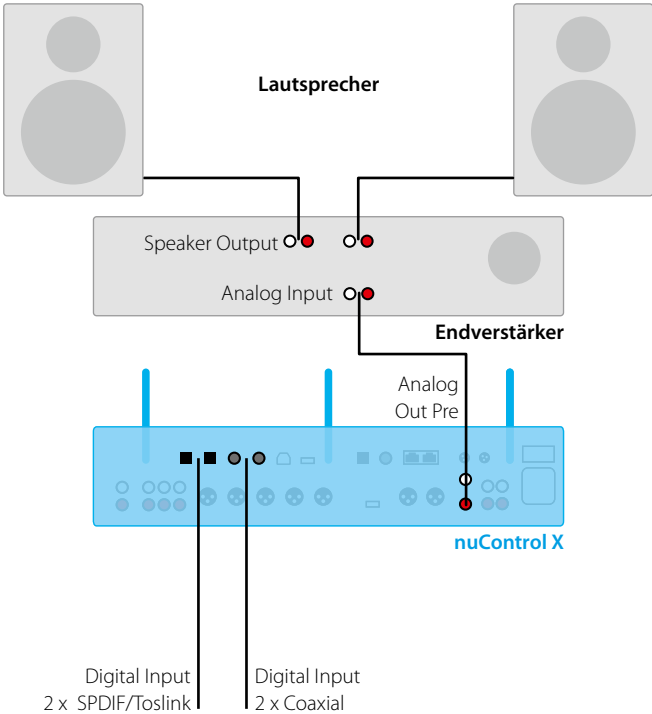 Lautsprecher
Speaker Output
Analog Input
Endverstärker
Analog
Out Pre
nuControl X
Digital Input
2 x SPDIF/Toslink
Digital Input
2 x Coaxial